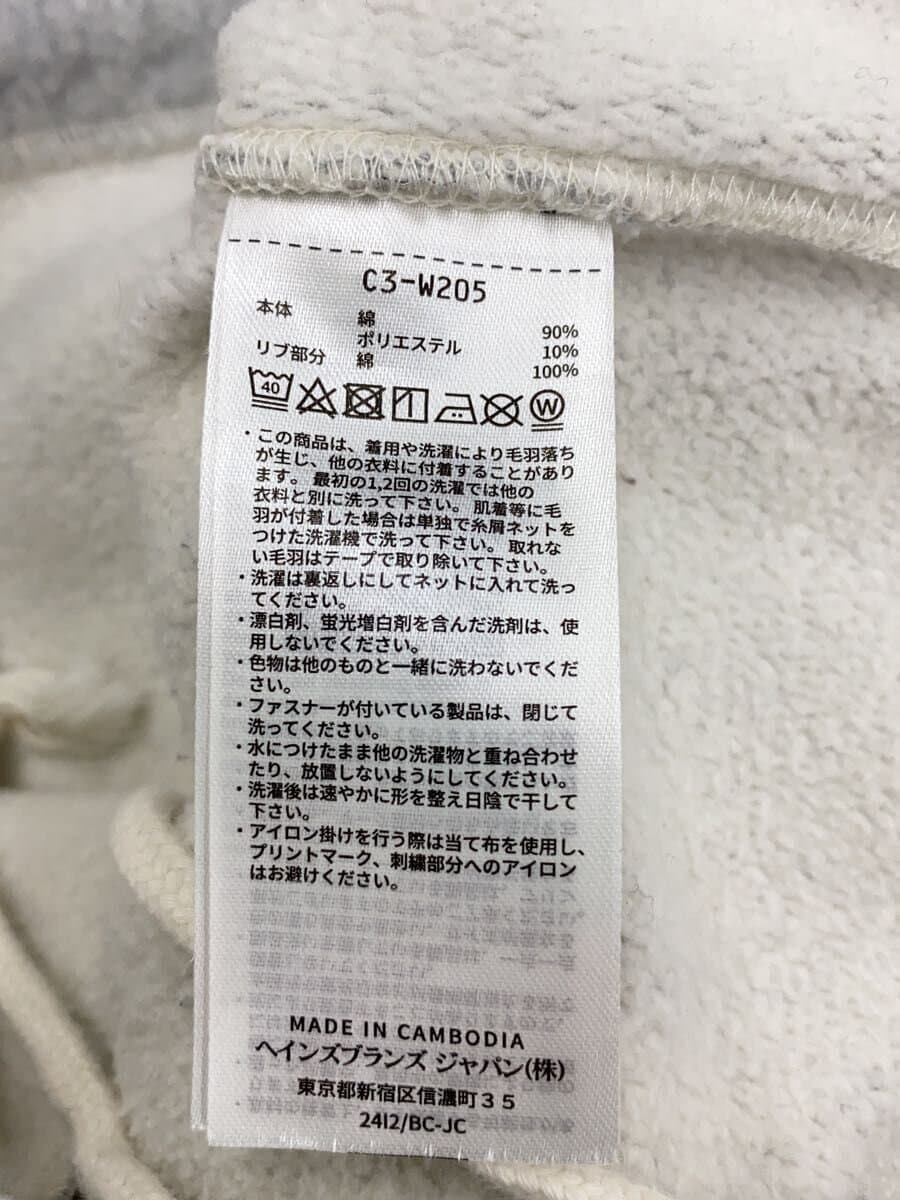 C3-W205
本体 綿 90%
ポリエステル 10%
リブ部分 綿 100%
40
W
・この商品は、着用や洗濯により毛羽落ち
が生じ、他の衣料に付着することがあり
ます。最初の1,2回の洗濯では他の
衣料と別に洗って下さい。肌着等に毛
羽が付着した場合は単独で糸屑ネットを
つけた洗濯機で洗って下さい。取れな
い毛羽はテープで取り除いて下さい。
・洗濯は裏返しにしてネットに入れて洗っ
てください。
・漂白剤、蛍光増白剤を含んだ洗剤は、使
用しないでください。
・色物は他のものと一緒に洗わないでくだ
さい。
・ファスナーが付いている製品は、閉じて
洗ってください。
・水につけたまま他の洗濯物と重ね合わせ
たり、放置しないようにしてください。
・洗濯後は速やかに形を整え日陰で干して
下さい。
・アイロン掛けを行う際は当て布を使用し、
プリントマーク、刺繍部分へのアイロン
はお避けください。
MADE IN CAMBODIA
ヘインズブランズ ジャパン(株)
東京都新宿区信濃町35
24I2/BC-JC